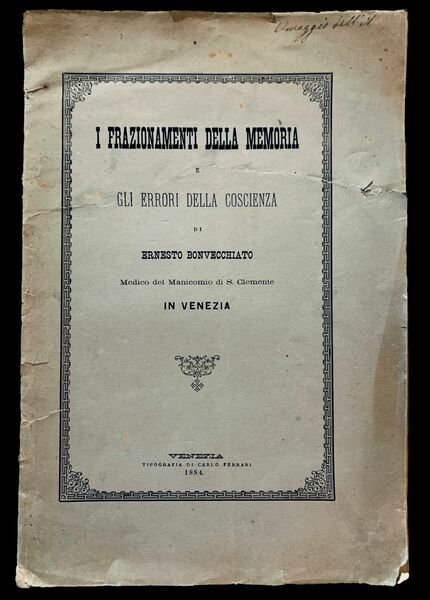 Omaggio dell'A.
I FRAZIONAMENTI DELLA MEMORIA
E
GLI ERRORI DELLA COSCIENZA
DI
ERNESTO BONVECCHIATO
Medico del Manicomio di S. Clemente
IN VENEZIA
VENEZIA
TIPOGRAFIA DI CARLO FERRARI
1884.